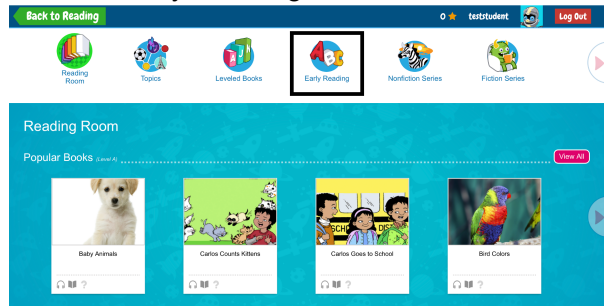 Back to Reading
0 teststudent Log Out
Reading Room
Topics
Leveled Books
Early Reading
Nonfiction Series
Fiction Series
Reading Room
Popular Books (Level A)
View All
Baby Animals
Carlos Counts Kittens
Carlos Goes to School
Bird Colors